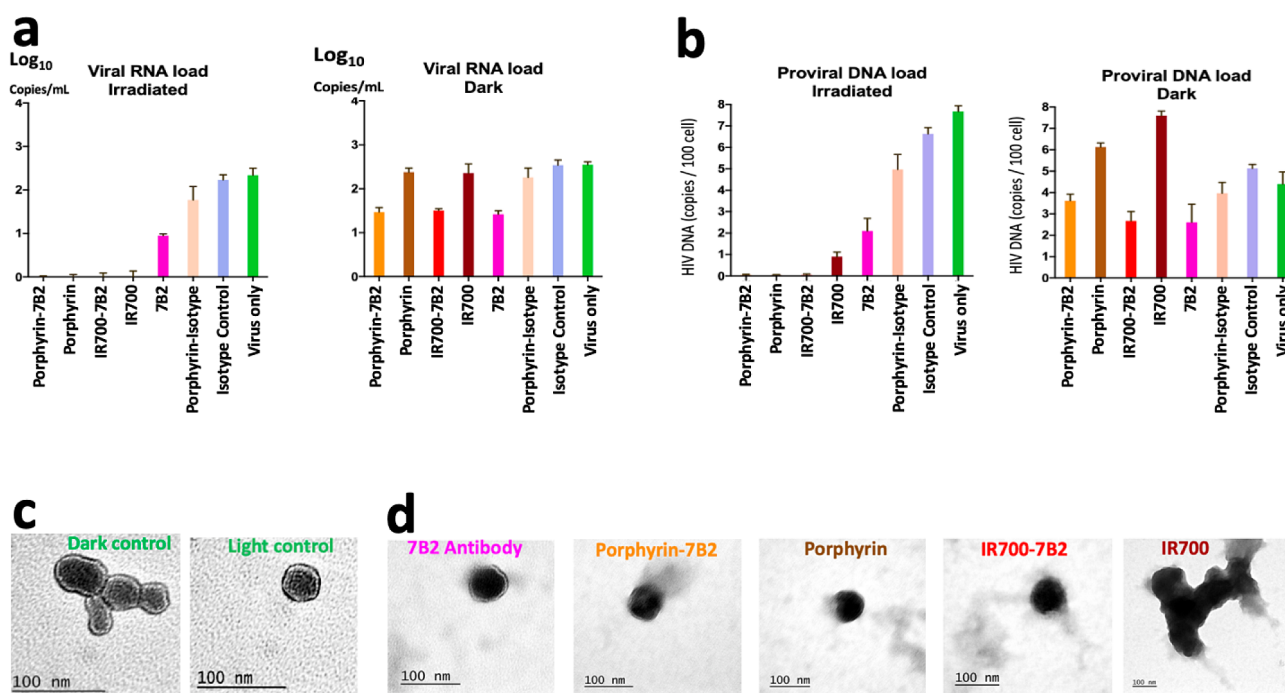 a
Log10
Copies/mL
Viral RNA load
Irradiated
4
3
2
1
0
Porphyrin-7B2
Porphyrin
IR700-7B2
IR700
7B2
Porphyrin-Isotype
Isotype Control
Virus only
Log10
Copies/mL
Viral RNA load
Dark
4
3
2
1
0
Porphyrin-7B2
Porphyrin
IR700-7B2
IR700
7B2
Porphyrin-Isotype
Isotype Control
Virus only
b
Proviral DNA load
Irradiated
HIV DNA (copies / 100 cell)
8
7
6
5
4
3
2
1
0
Porphyrin-7B2
Porphyrin
IR700-7B2
IR700
7B2
Porphyrin-Isotype
Isotype Control
Virus only
Proviral DNA load
Dark
HIV DNA (copies / 100 cell)
8
7
6
5
4
3
2
1
0
Porphyrin-7B2
Porphyrin
IR700-7B2
IR700
7B2
Porphyrin-Isotype
Isotype Control
Virus only
c
Dark control
100 nm
Light control
100 nm
d
7B2 Antibody
100 nm
Porphyrin-7B2
100 nm
Porphyrin
100 nm
IR700-7B2
100 nm
IR700
100 nm